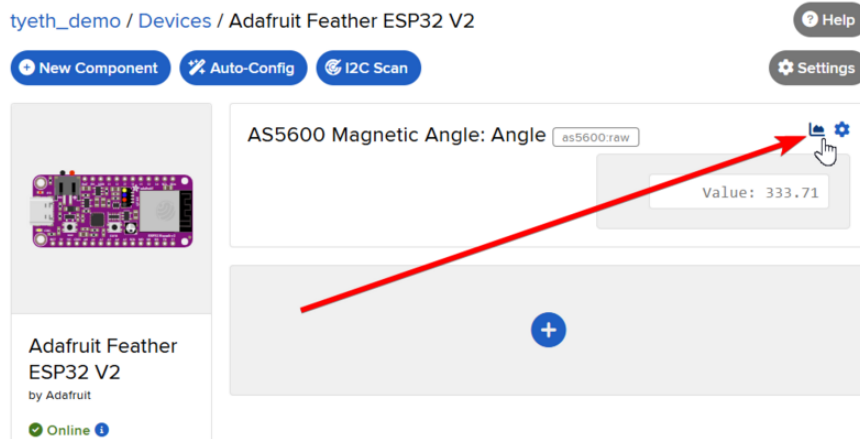 tyeth_demo / Devices / Adafruit Feather ESP32 V2
Help
New Component
Auto-Config
I2C Scan
Settings
AS5600 Magnetic Angle: Angle as5600:raw
Value: 333.71
Adafruit Feather
ESP32 V2
by Adafruit
Online